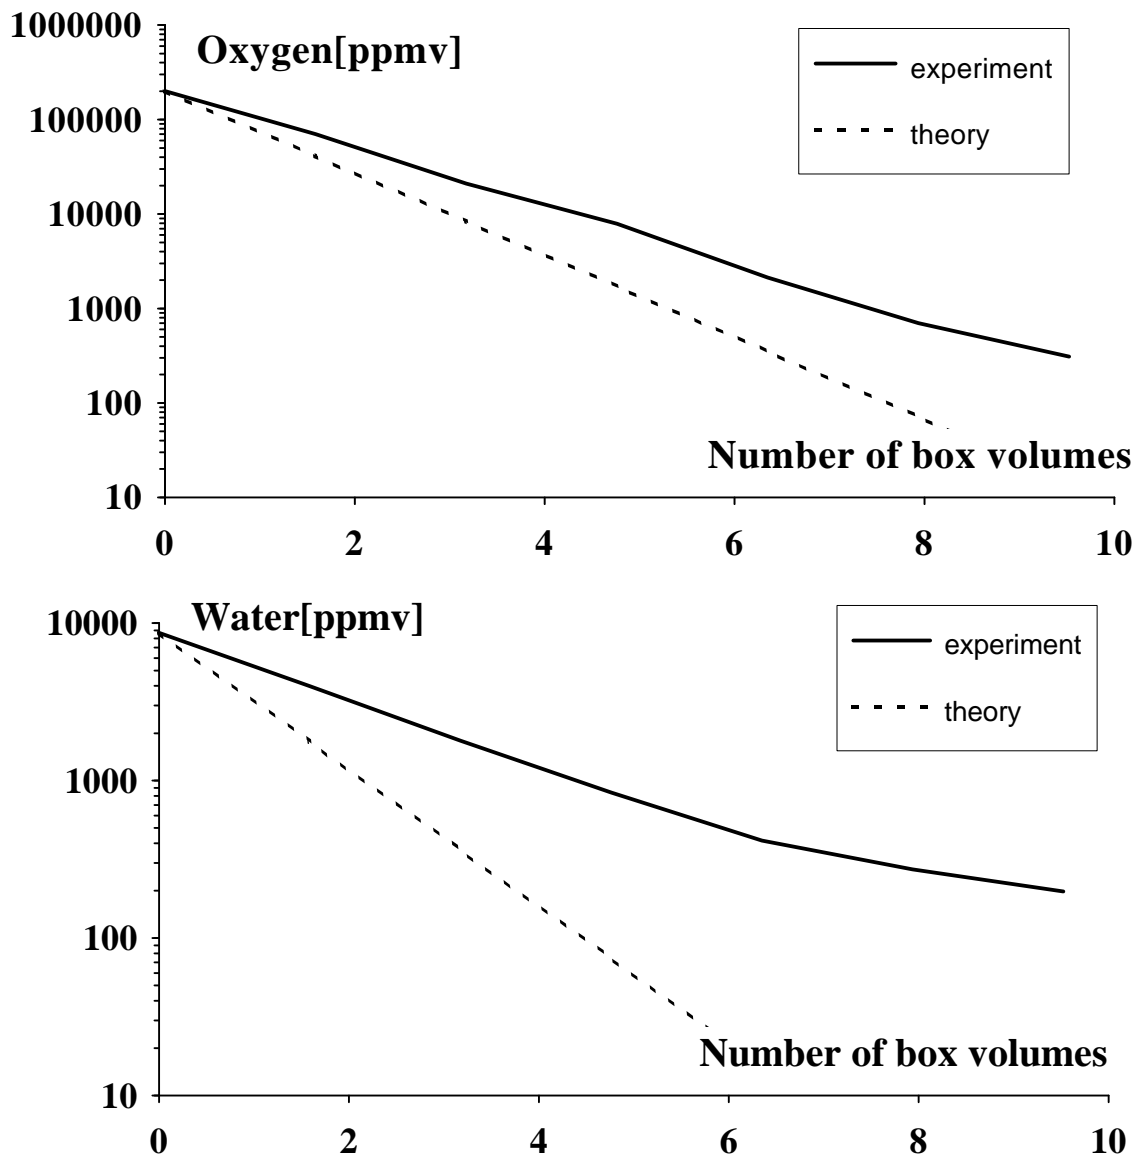 1000000
Oxygen[ppmv]
experiment
100000
theory
10000
1000
100
Number of box volumes
10
0 2 4 6 8 10
10000
Water[ppmv]
experiment
theory
1000
100
Number of box volumes
10
0 2 4 6 8 10